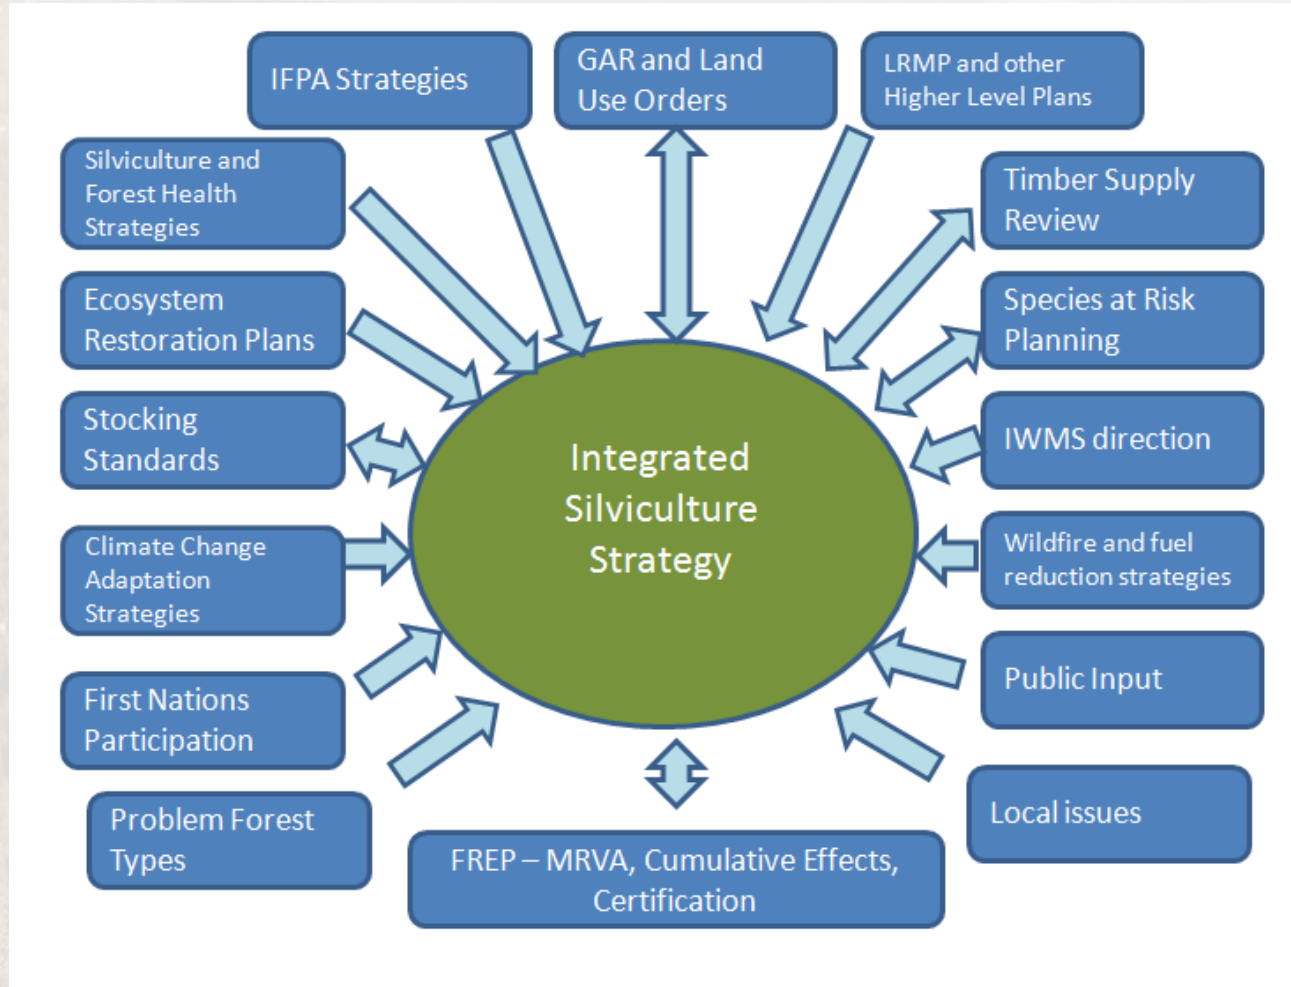 IFPA Strategies
GAR and Land
Use Orders
LRMP and other
Higher Level Plans
Silviculture and
Forest Health
Strategies
Timber Supply
Review
Ecosystem
Restoration Plans
Species at Risk
Planning
Stocking
Standards
IWMS direction
Integrated
Silviculture
Strategy
Climate Change
Adaptation
Strategies
Wildfire and fuel
reduction strategies
First Nations
Participation
Public Input
Problem Forest
Types
Local issues
FREP – MRVA, Cumulative Effects,
Certification